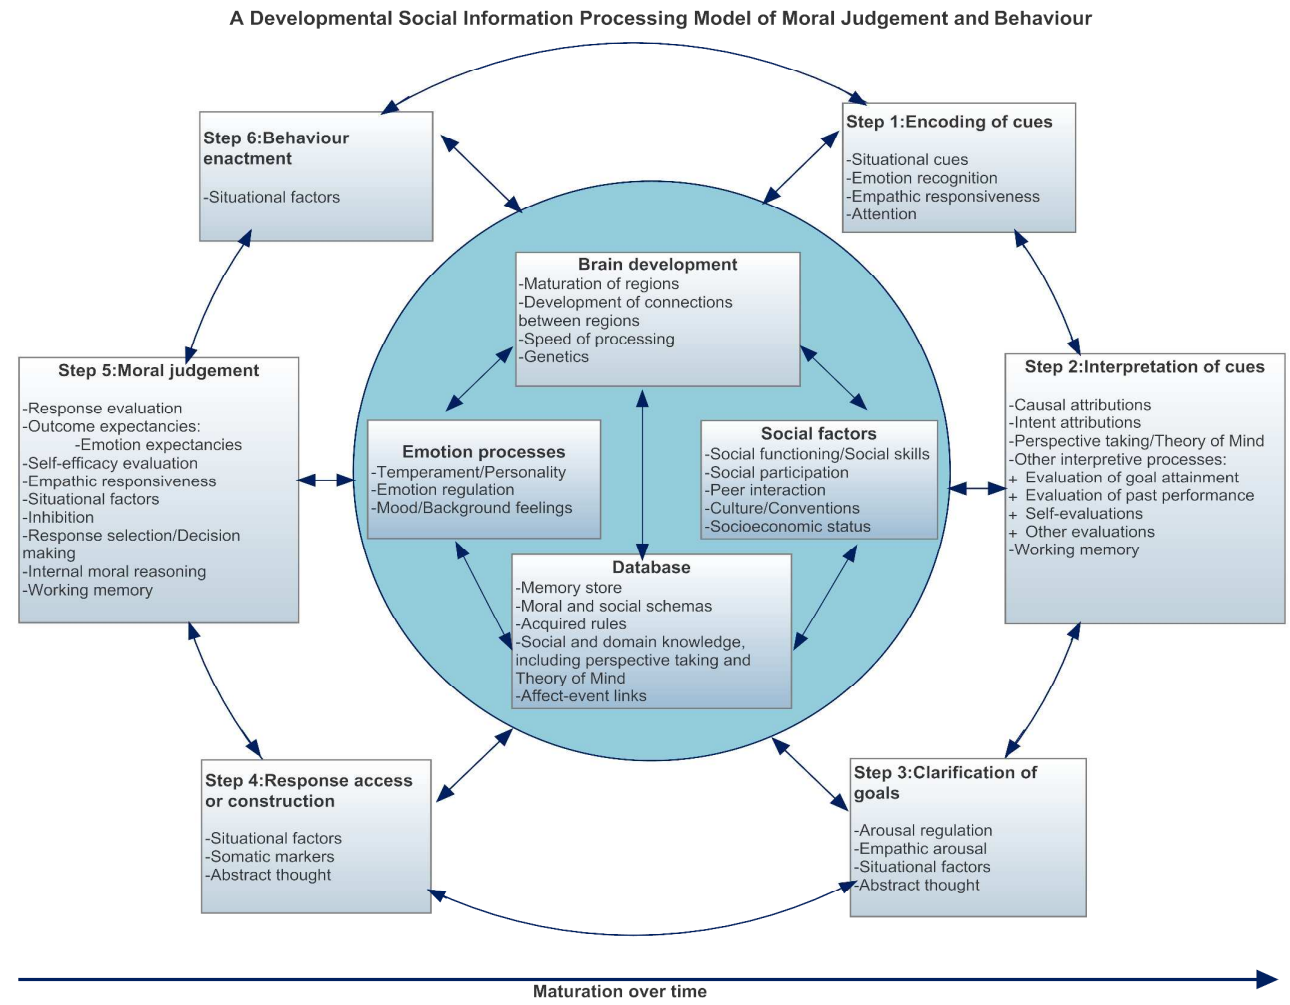 A Developmental Social Information Processing Model of Moral Judgement and Behaviour
Step 6:Behaviour
enactment
-Situational factors
Step 1:Encoding of cues
-Situational cues
-Emotion recognition
-Empathic responsiveness
-Attention
Brain development
-Maturation of regions
-Development of connections
between regions
-Speed of processing
-Genetics
Step 5:Moral judgement
-Response evaluation
-Outcome expectancies:
-Emotion expectancies
-Self-efficacy evaluation
-Empathic responsiveness
-Situational factors
-Inhibition
-Response selection/Decision
making
-Internal moral reasoning
-Working memory
Emotion processes
-Temperament/Personality
-Emotion regulation
-Mood/Background feelings
Social factors
-Social functioning/Social skills
-Social participation
-Peer interaction
-Culture/Conventions
-Socioeconomic status
Step 2:Interpretation of cues
-Causal attributions
-Intent attributions
-Perspective taking/Theory of Mind
-Other interpretive processes:
+ Evaluation of goal attainment
+ Evaluation of past performance
+ Self-evaluations
+ Other evaluations
-Working memory
Database
-Memory store
-Moral and social schemas
-Acquired rules
-Social and domain knowledge,
including perspective taking and
Theory of Mind
-Affect-event links
Step 4:Response access
or construction
-Situational factors
-Somatic markers
-Abstract thought
Step 3:Clarification of
goals
-Arousal regulation
-Empathic arousal
-Situational factors
-Abstract thought
Maturation over time